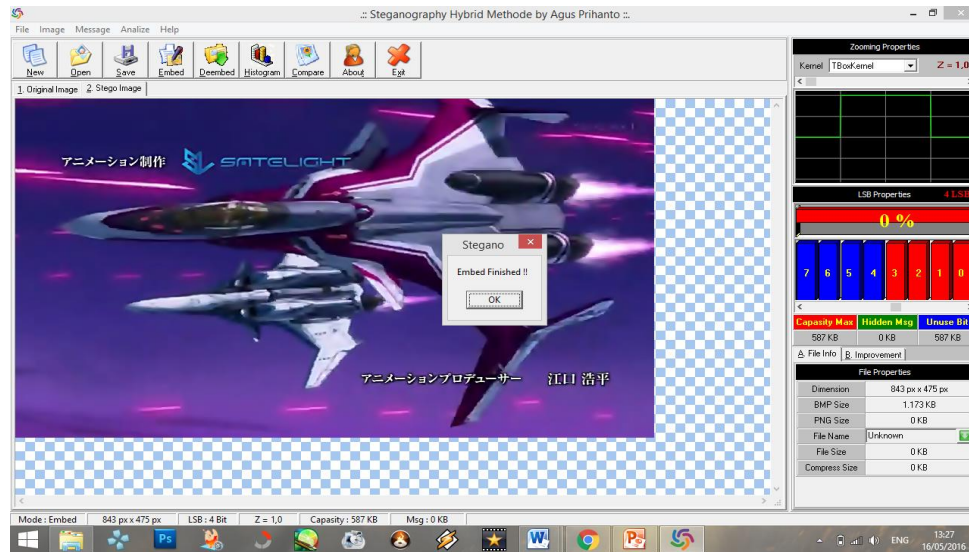 .:: Steganography Hybrid Methode by Agus Prihanto ::.
File Image Message Analize Help
New Open Save Embed Deembed Histogram Compare About Exit
1. Original Image 2. Stego Image
アニメーション制作 SATELIGHT
Stegano
Embed Finished !!
OK
アニメーションプロデューサー 江口 浩平
Zooming Properties
Kernel TBoxKernel Z = 1,0
LSB Properties 4 LSB
0 %
7 6 5 4 3 2 1 0
Capasity Max Hidden Msg Unuse Bit
587 KB 0 KB 587 KB
A. File Info B. Improvement
File Properties
Dimension 843 px x 475 px
BMP Size 1.173 KB
PNG Size 0 KB
File Name Unknown
File Size 0 KB
Compress Size 0 KB
Mode : Embed 843 px x 475 px LSB : 4 Bit Z = 1,0 Capasity : 587 KB Msg : 0 KB
Ps W P
ENG 13:27
16/05/2016